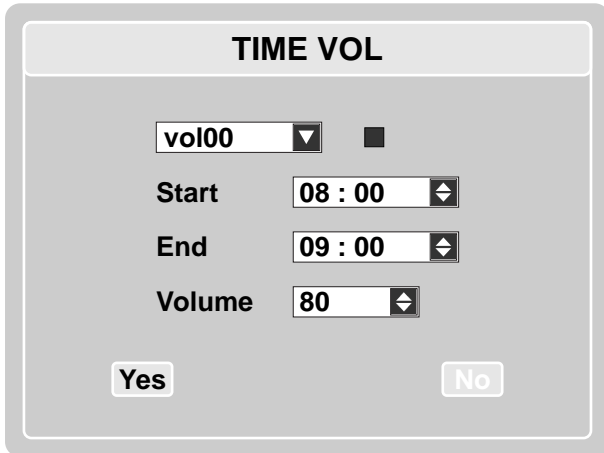 TIME VOL
vol00
Start 08 : 00
End 09 : 00
Volume 80
Yes No